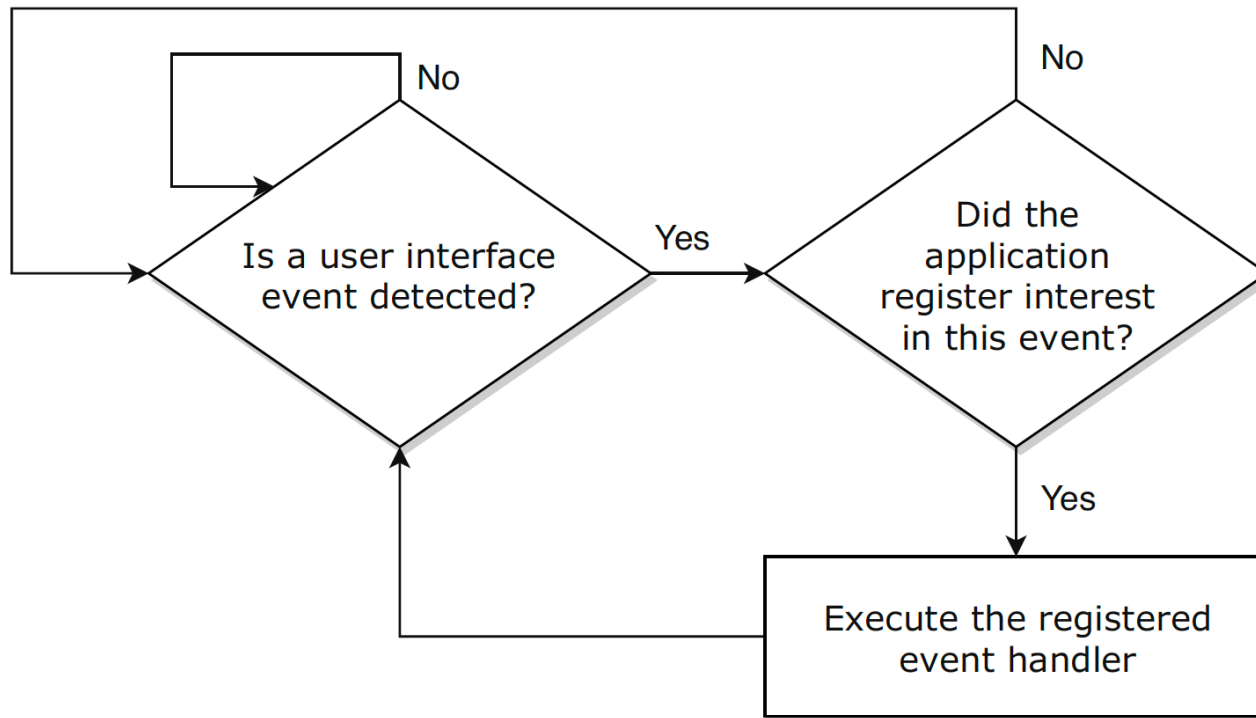 No
No
Is a user interface
event detected?
Yes
Did the
application
register interest
in this event?
Yes
Execute the registered
event handler